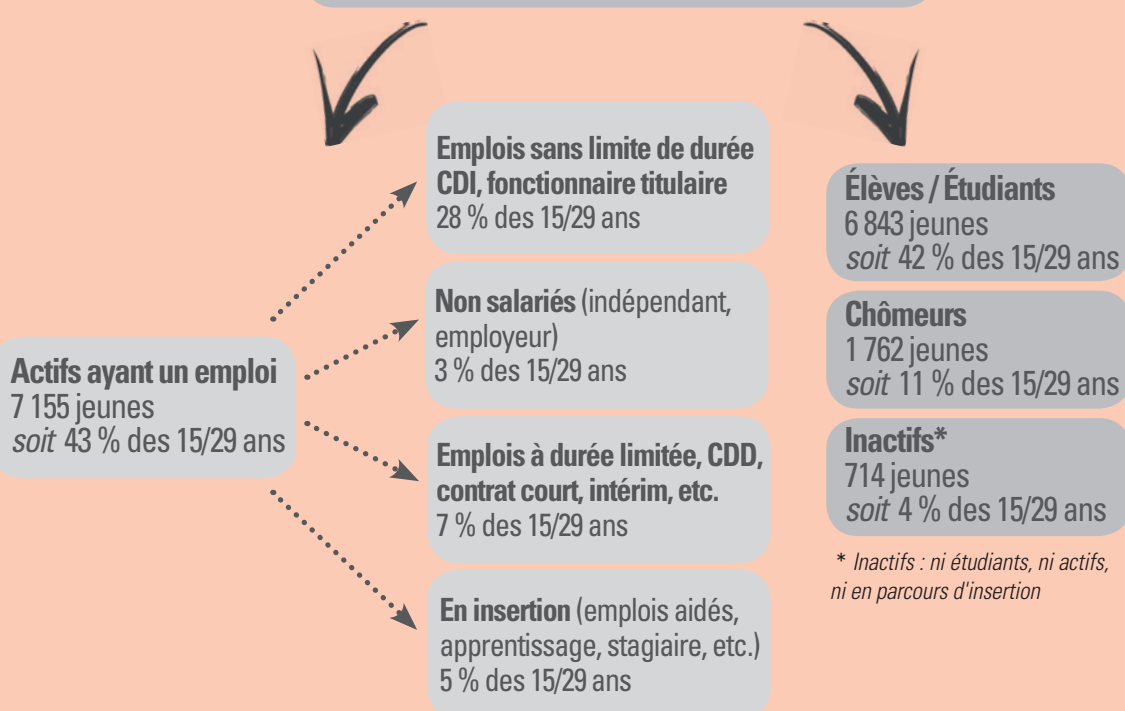 Actifs ayant un emploi
7 155 jeunes
soit 43 % des 15/29 ans
Emplois sans limite de durée
CDI, fonctionnaire titulaire
28 % des 15/29 ans
Non salariés (indépendant,
employeur)
3 % des 15/29 ans
Emplois à durée limitée, CDD,
contrat court, intérim, etc.
7 % des 15/29 ans
En insertion (emplois aidés,
apprentissage, stagiaire, etc.)
5 % des 15/29 ans
Élèves / Étudiants
6 843 jeunes
soit 42 % des 15/29 ans
Chômeurs
1 762 jeunes
soit 11 % des 15/29 ans
Inactifs*
714 jeunes
soit 4 % des 15/29 ans
* Inactifs : ni étudiants, ni actifs,
ni en parcours d'insertion